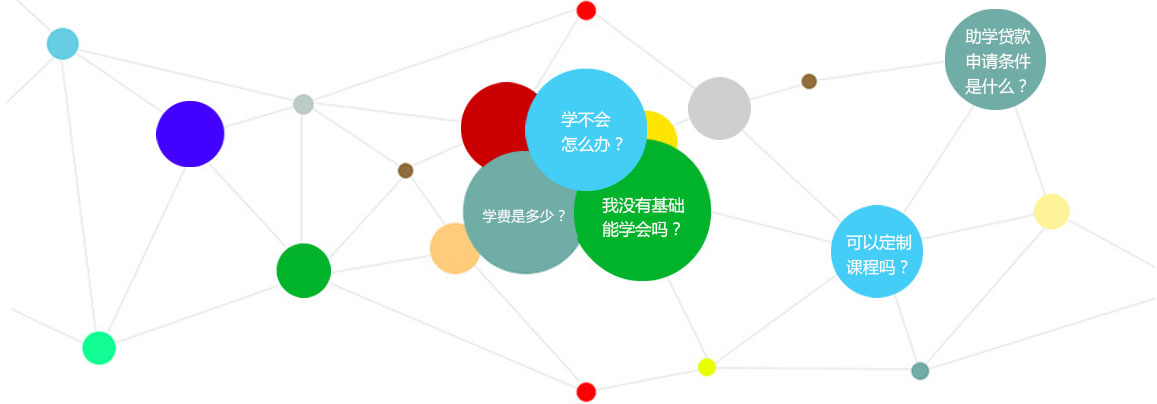 助学贷款
申请条件
是什么？
学不会
怎么办？
学费是多少？
我没有基础
能学会吗？
可以定制
课程吗？